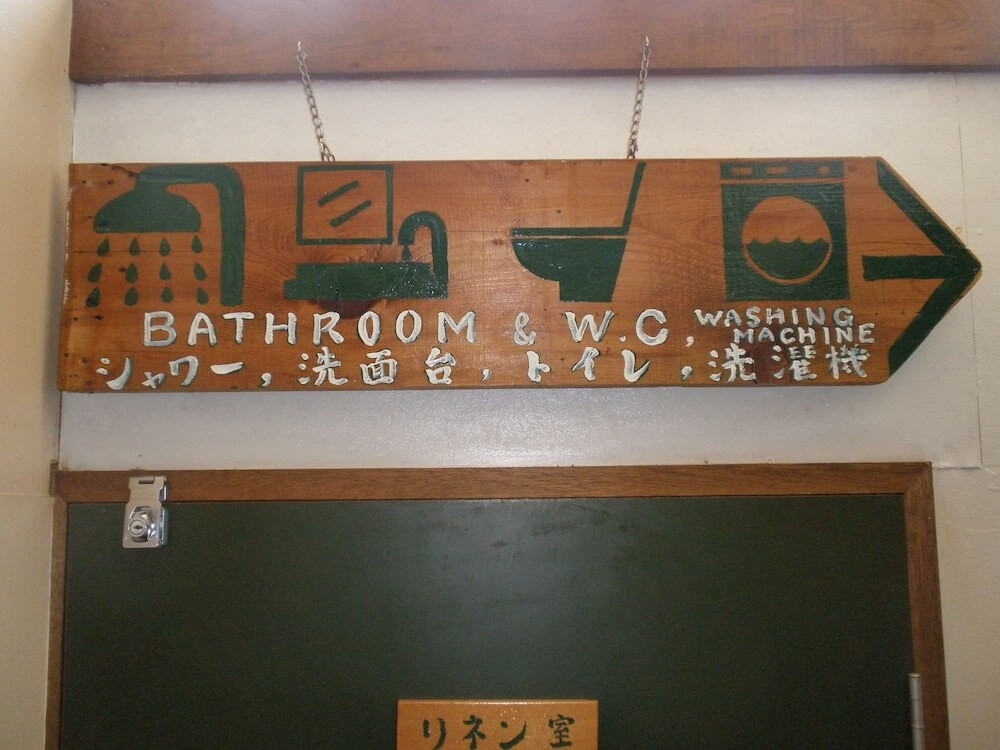 BATHROOM & W.C, WASHING MACHINE
シャワー, 洗面台, トイレ, 洗濯機
リネン室